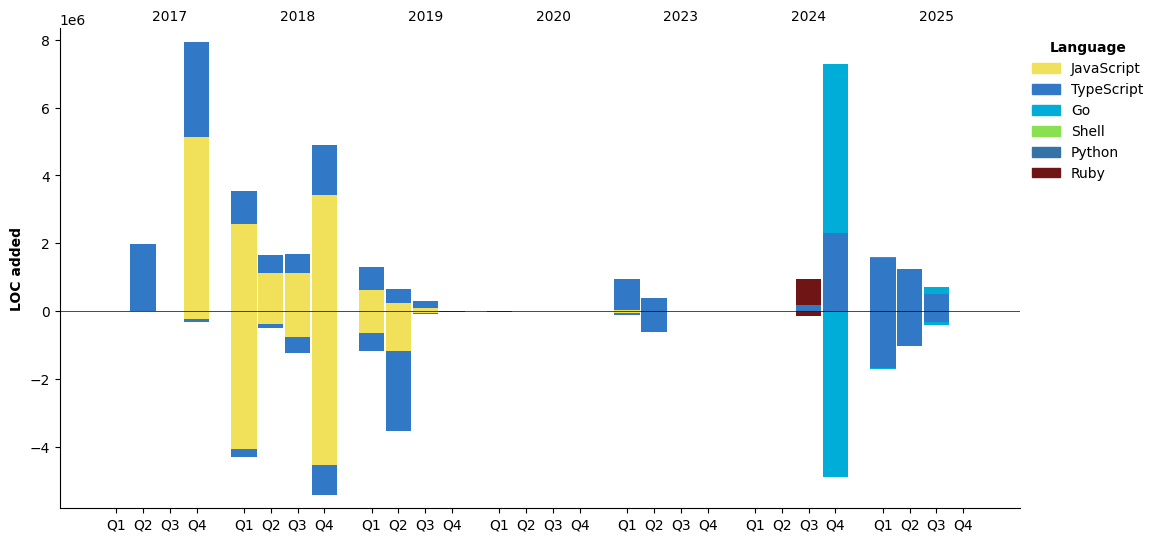 2017 2018 2019 2020 2023 2024 2025
1e6
Language
JavaScript
TypeScript
Go
Shell
Python
Ruby
8
6
4
2
0
−2
−4
LOC added
Q1 Q2 Q3 Q4 Q1 Q2 Q3 Q4 Q1 Q2 Q3 Q4 Q1 Q2 Q3 Q4 Q1 Q2 Q3 Q4 Q1 Q2 Q3 Q4 Q1 Q2 Q3 Q4